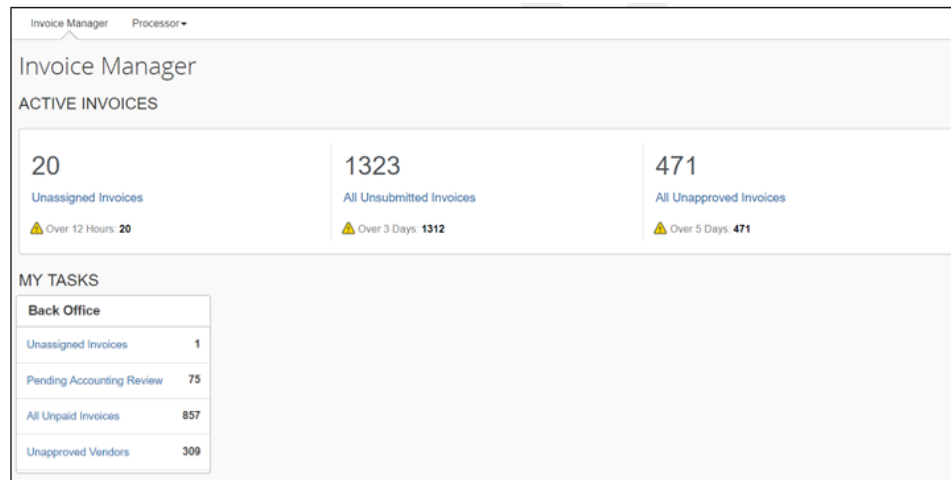 Invoice Manager Processor
Invoice Manager
ACTIVE INVOICES
20 1323 471
Unassigned Invoices All Unsubmitted Invoices All Unapproved Invoices
Over 12 Hours: 20 Over 3 Days: 1312 Over 5 Days: 471
MY TASKS
Back Office
Unassigned Invoices 1
Pending Accounting Review 75
All Unpaid Invoices 857
Unapproved Vendors 309